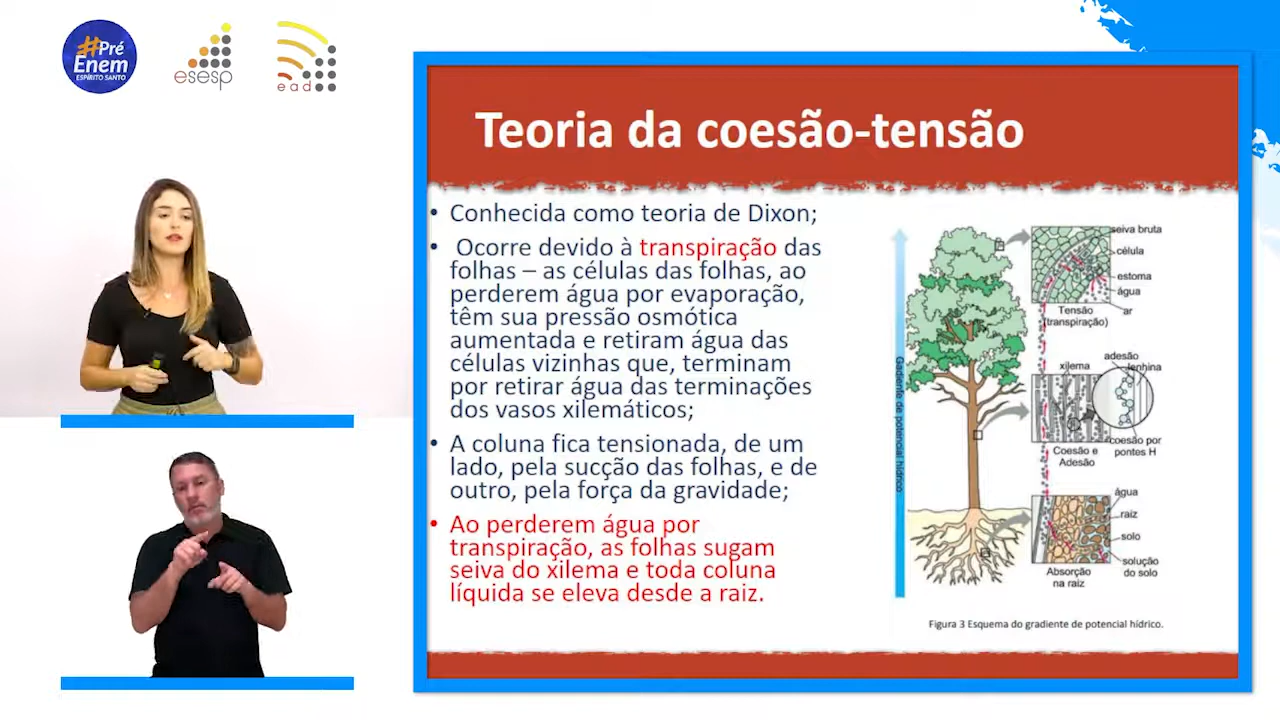 #Pré
Enem
ESPÍRITO SANTO
esesp
ead
Teoria da coesão-tensão
• Conhecida como teoria de Dixon;
• Ocorre devido à transpiração das
folhas – as células das folhas, ao
perderem água por evaporação,
têm sua pressão osmótica
aumentada e retiram água das
células vizinhas que, terminam
por retirar água das terminações
dos vasos xilemáticos;
• A coluna fica tensionada, de um
lado, pela sucção das folhas, e de
outro, pela força da gravidade;
• Ao perderem água por
transpiração, as folhas sugam
seiva do xilema e toda coluna
líquida se eleva desde a raiz.
Gadiente de potencial hídrico
seiva bruta
célula
estoma
água
ar
Tensão
(transpiração)
xilema
adesão
lenhina
coesão por
pontes H
Coesão e
Adesão
água
raiz
solo
solução
do solo
Absorção
na raiz
Figura 3 Esquema do gradiente de potencial hídrico.